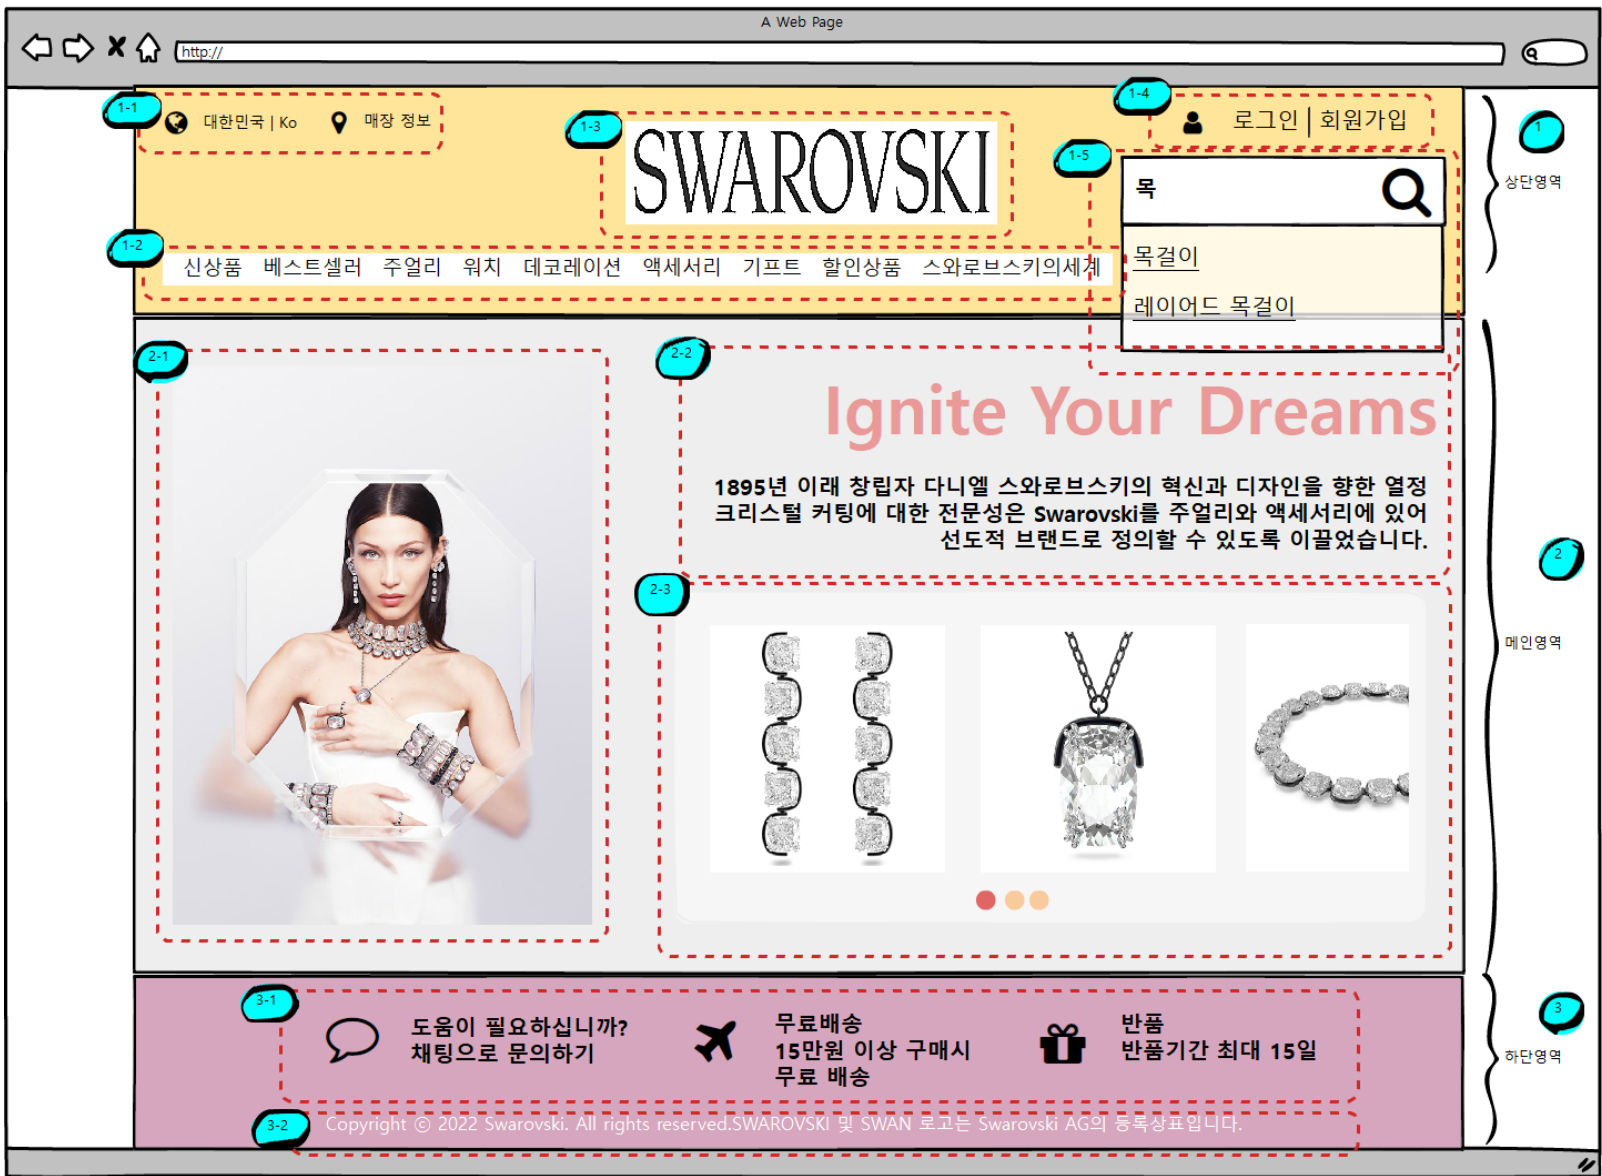 A Web Page
http://
1-1
대한민국 | Ko
매장 정보
1-3
SWAROVSKI
1-4
로그인 | 회원가입
1
상단영역
1-5
목
목걸이
레이어드 목걸이
1-2
신상품 베스트셀러 주얼리 워치 데코레이션 액세서리 기프트 할인상품 스와로브스키의세계
2-1
2-2
Ignite Your Dreams
1895년 이래 창립자 다니엘 스와로브스키의 혁신과 디자인을 향한 열정
크리스털 커팅에 대한 전문성은 Swarovski를 주얼리와 액세서리에 있어
선도적 브랜드로 정의할 수 있도록 이끌었습니다.
2
메인영역
2-3
3-1
도움이 필요하십니까?
채팅으로 문의하기
무료배송
15만원 이상 구매시
무료 배송
반품
반품기간 최대 15일
3
하단영역
3-2
Copyright ⓒ 2022 Swarovski. All rights reserved.SWAROVSKI 및 SWAN 로고는 Swarovski AG의 등록상표입니다.